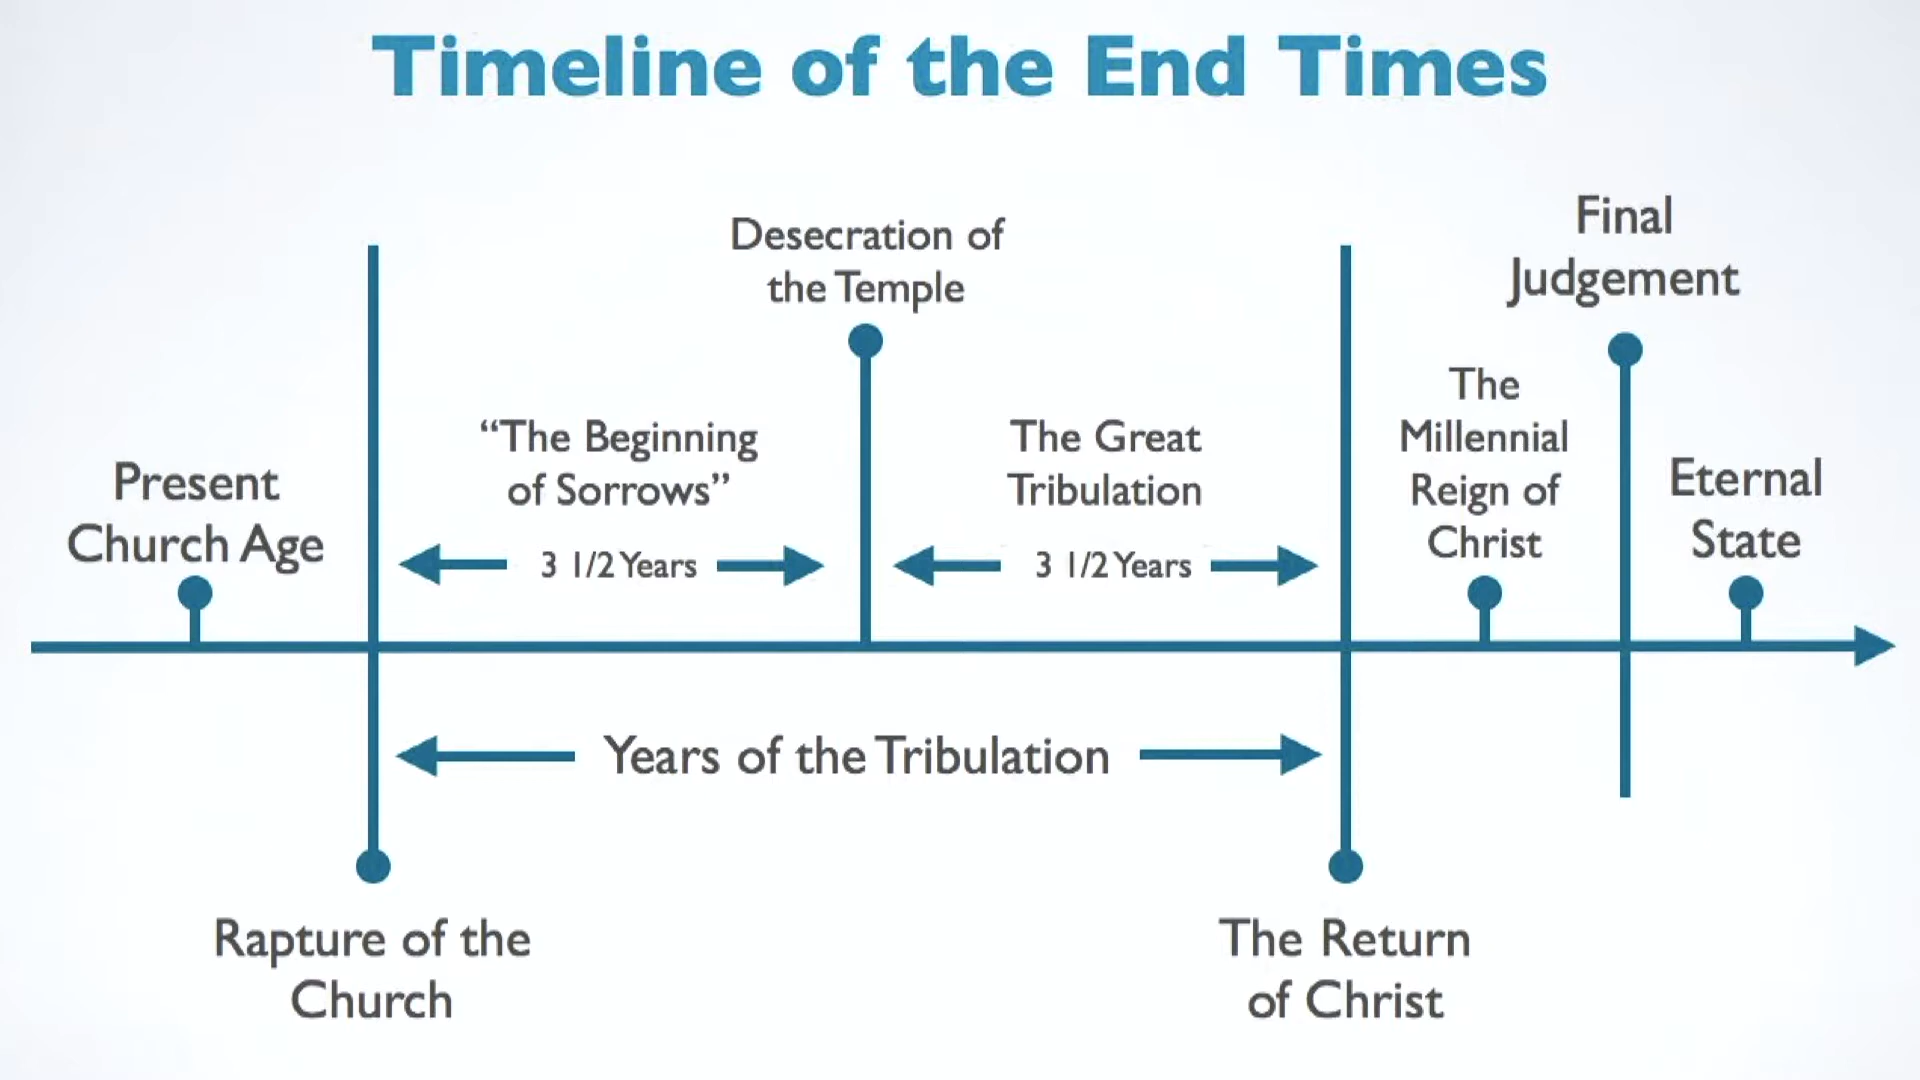 Timeline of the End Times
Desecration of
the Temple
Final
Judgement
Present
Church Age
“The Beginning
of Sorrows”
3 1/2 Years
The Great
Tribulation
3 1/2 Years
The
Millennial
Reign of
Christ
Eternal
State
Years of the Tribulation
Rapture of the
Church
The Return
of Christ